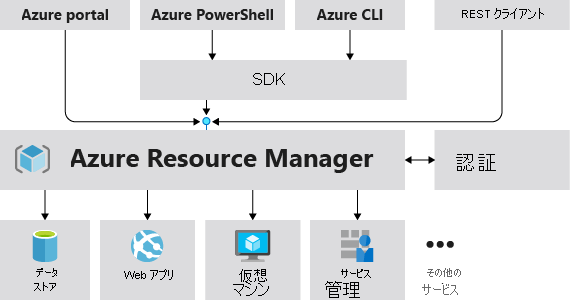 Azure portal
Azure PowerShell
Azure CLI
REST クライアント
SDK
Azure Resource Manager
認証
データ
ストア
Web アプリ
仮想
マシン
サービス
管理
その他の
サービス